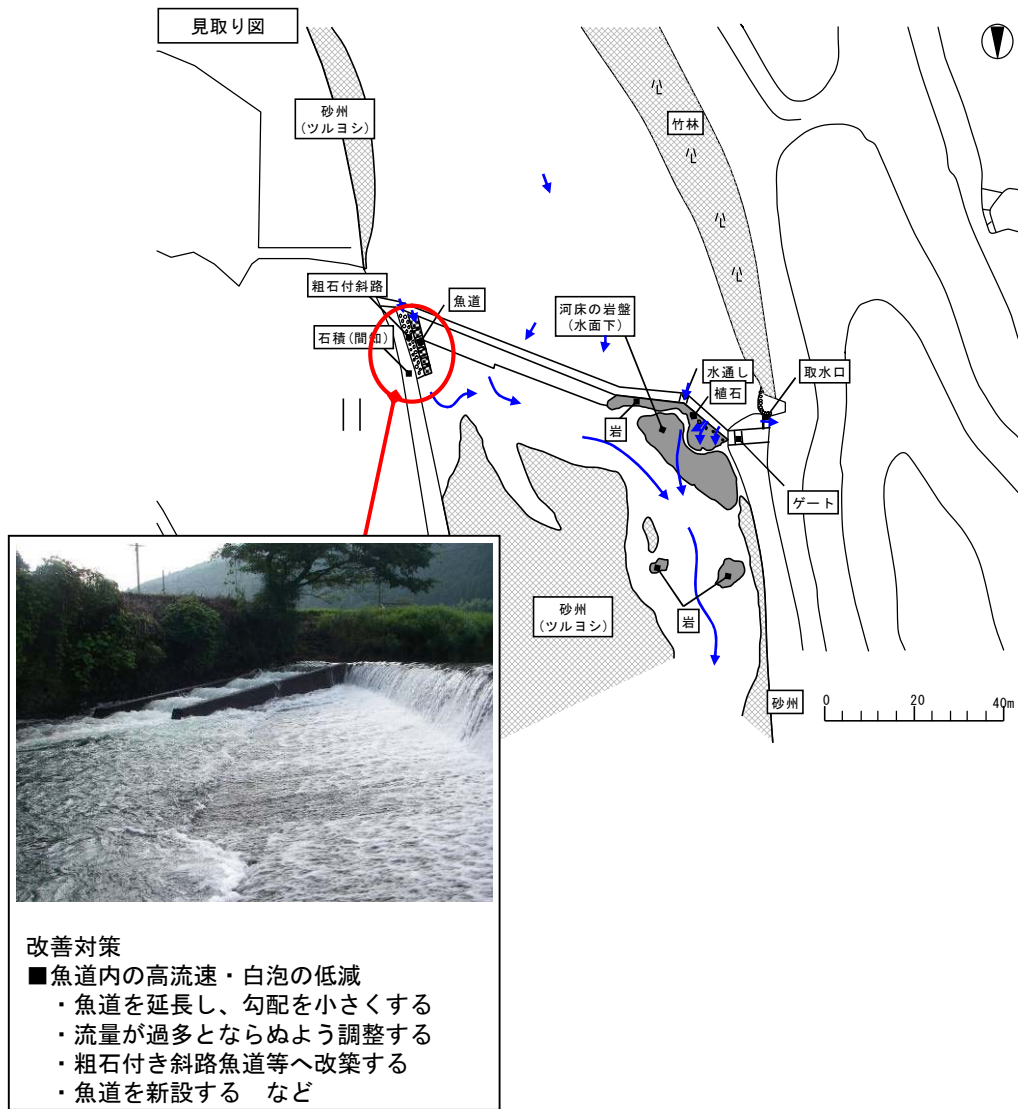 見取り図
砂州
(ツルヨシ)
竹林
粗石付斜路
魚道
石積(間知)
河床の岩盤
(水面下)
水通し
植石
取水口
岩
ゲート
砂州
(ツルヨシ)
岩
砂州
0 20 40m
改善対策
■魚道内の高流速・白泡の低減
・魚道を延長し、勾配を小さくする
・流量が過多とならぬよう調整する
・粗石付き斜路魚道等へ改築する
・魚道を新設する など